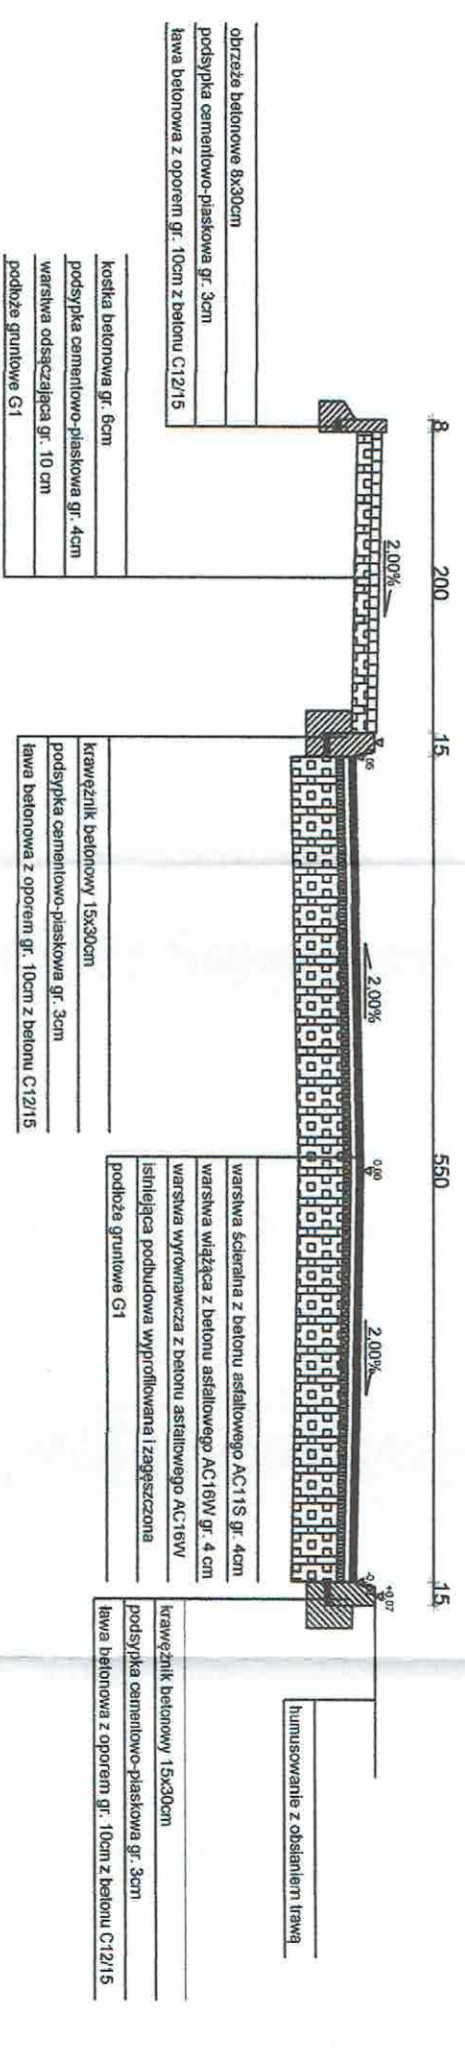 8
200
15
550
15
2,00%
2,00%
2,00%
0,00
+0,07
obrzeże betonowe 8x30cm
podsypka cementowo-piaskowa gr. 3cm
ława betonowa z oporem gr. 10cm z betonu C12/15
kostka betonowa gr. 6cm
podsypka cementowo-piaskowa gr. 4cm
warstwa odsączająca gr. 10 cm
podłoże gruntowe G1
krawężnik betonowy 15x30cm
podsypka cementowo-piaskowa gr. 3cm
ława betonowa z oporem gr. 10cm z betonu C12/15
warstwa ścieralna z betonu asfaltowego AC11S gr. 4cm
warstwa wiążąca z betonu asfaltowego AC16W gr. 4 cm
warstwa wyrównawcza z betonu asfaltowego AC16W
istniejąca podbudowa wyprofilowana i zagęszczona
podłoże gruntowe G1
krawężnik betonowy 15x30cm
podsypka cementowo-piaskowa gr. 3cm
ława betonowa z oporem gr. 10cm z betonu C12/15
humusowanie z obsianiem trawą